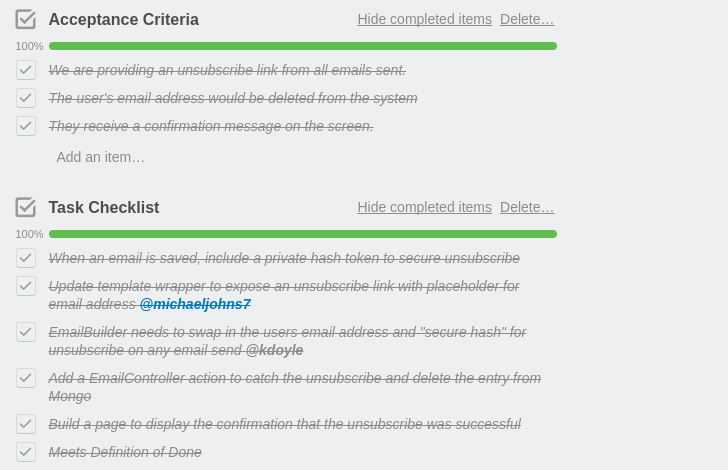 Acceptance Criteria Hide completed items Delete…
100%
We are providing an unsubscribe link from all emails sent.
The user's email address would be deleted from the system
They receive a confirmation message on the screen.
Add an item…
Task Checklist Hide completed items Delete…
100%
When an email is saved, include a private hash token to secure unsubscribe
Update template wrapper to expose an unsubscribe link with placeholder for
email address @michaeljohns7
EmailBuilder needs to swap in the users email address and "secure hash" for
unsubscribe on any email send @kdoyle
Add a EmailController action to catch the unsubscribe and delete the entry from
Mongo
Build a page to display the confirmation that the unsubscribe was successful
Meets Definition of Done